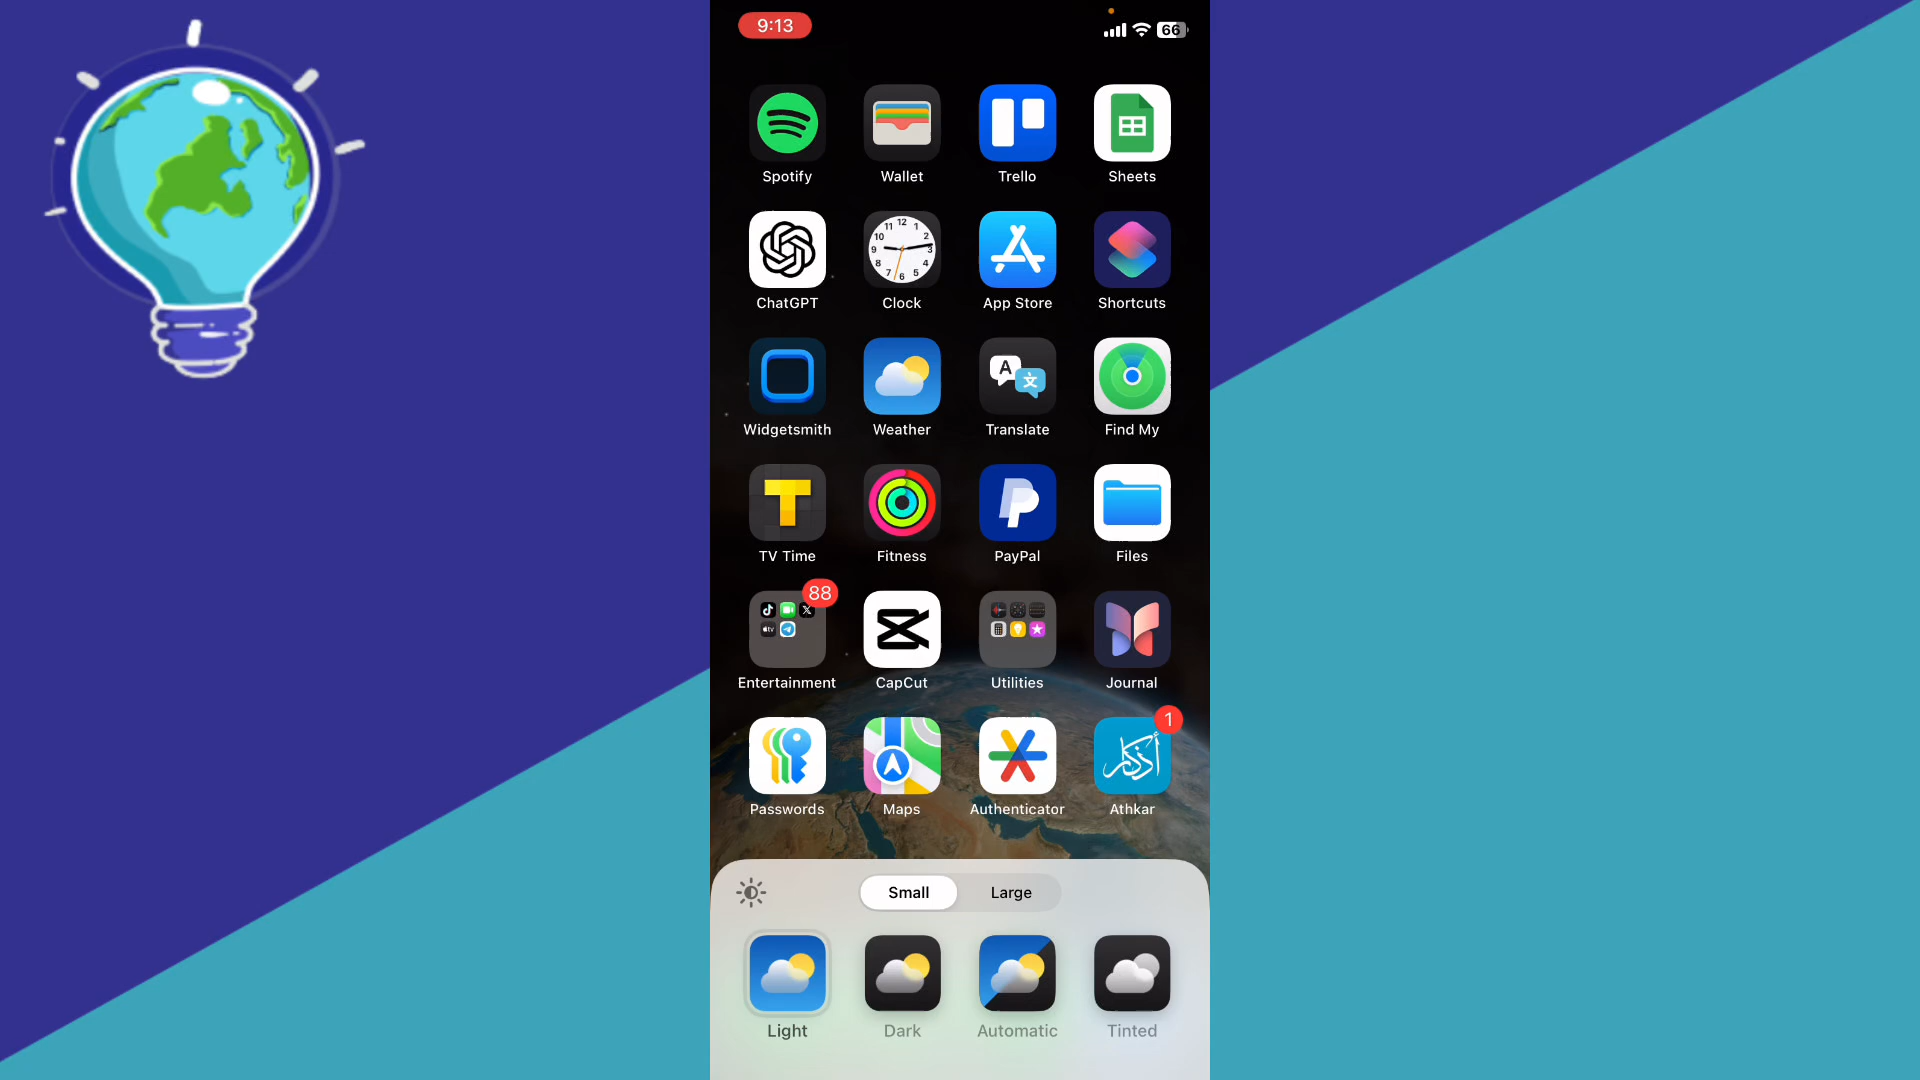 9:13
66
Spotify Wallet Trello Sheets
ChatGPT Clock App Store Shortcuts
Widgetsmith Weather Translate Find My
TV Time Fitness PayPal Files
88
Entertainment CapCut Utilities Journal
1
أذكار
Passwords Maps Authenticator Athkar
Small Large
Light Dark Automatic Tinted